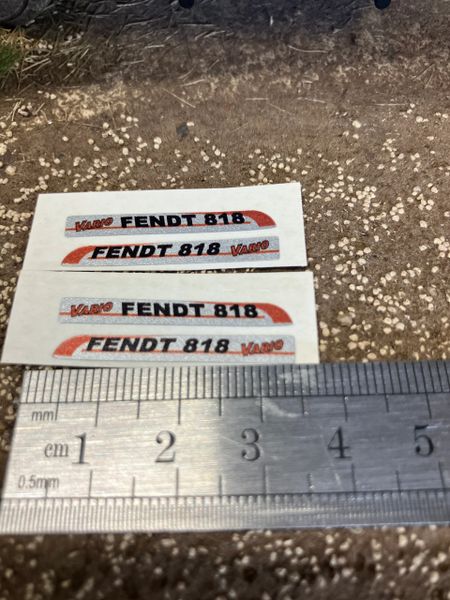 VARIO FENDT 818
FENDT 818 VARIO
VARIO FENDT 818
FENDT 818 VARIO
mm
cm 1 2 3 4 5
0.5mm